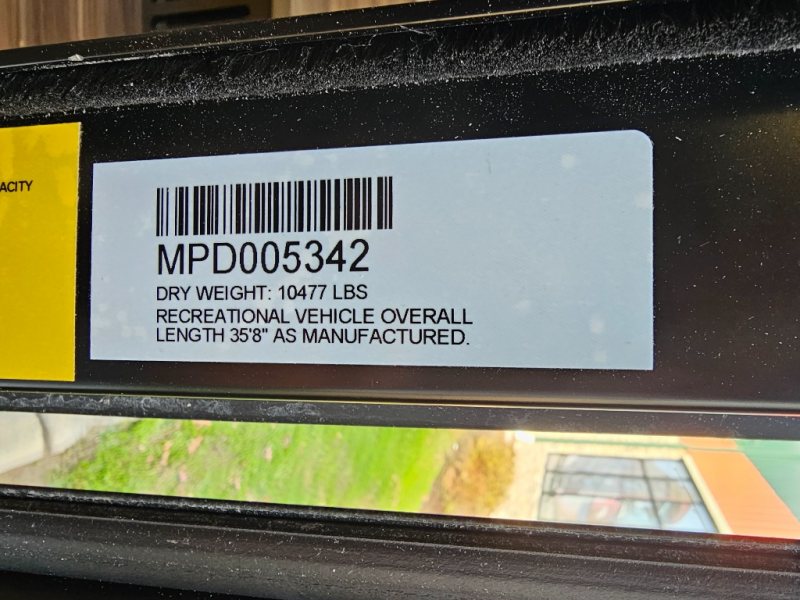 ACITY
MPD005342
DRY WEIGHT: 10477 LBS
RECREATIONAL VEHICLE OVERALL
LENGTH 35'8" AS MANUFACTURED.